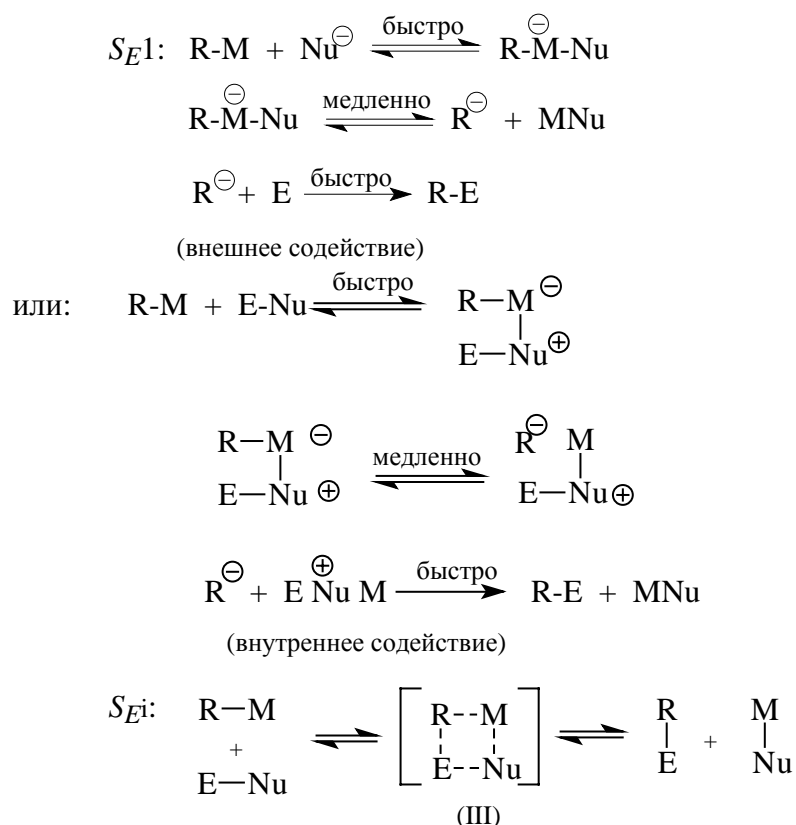 S_E1: R-M + Nu⊖ ⇌ быстро R-M⊖-Nu
R-M⊖-Nu ⇌ медленно R⊖ + MNu
R⊖ + E → быстро R-E
(внешнее содействие)
или: R-M + E-Nu ⇌ быстро R—M⊖
E—Nu⊕
R—M ⊖ ⇌ медленно R⊖ M
E—Nu ⊕ E—Nu⊕
R⊖ + E Nu⊕ M → быстро R-E + MNu
(внутреннее содействие)
S_Ei: R—M ⇌ [R--M ⇌ R M
+ +
E—Nu E--Nu] E Nu
(III)